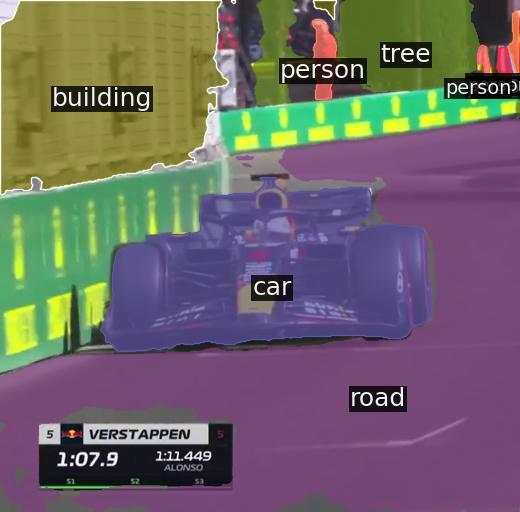 building
person
tree
person
car
road
5 VERSTAPPEN 5
1:07.9 1:11.449
ALONSO
S1 S2 S3